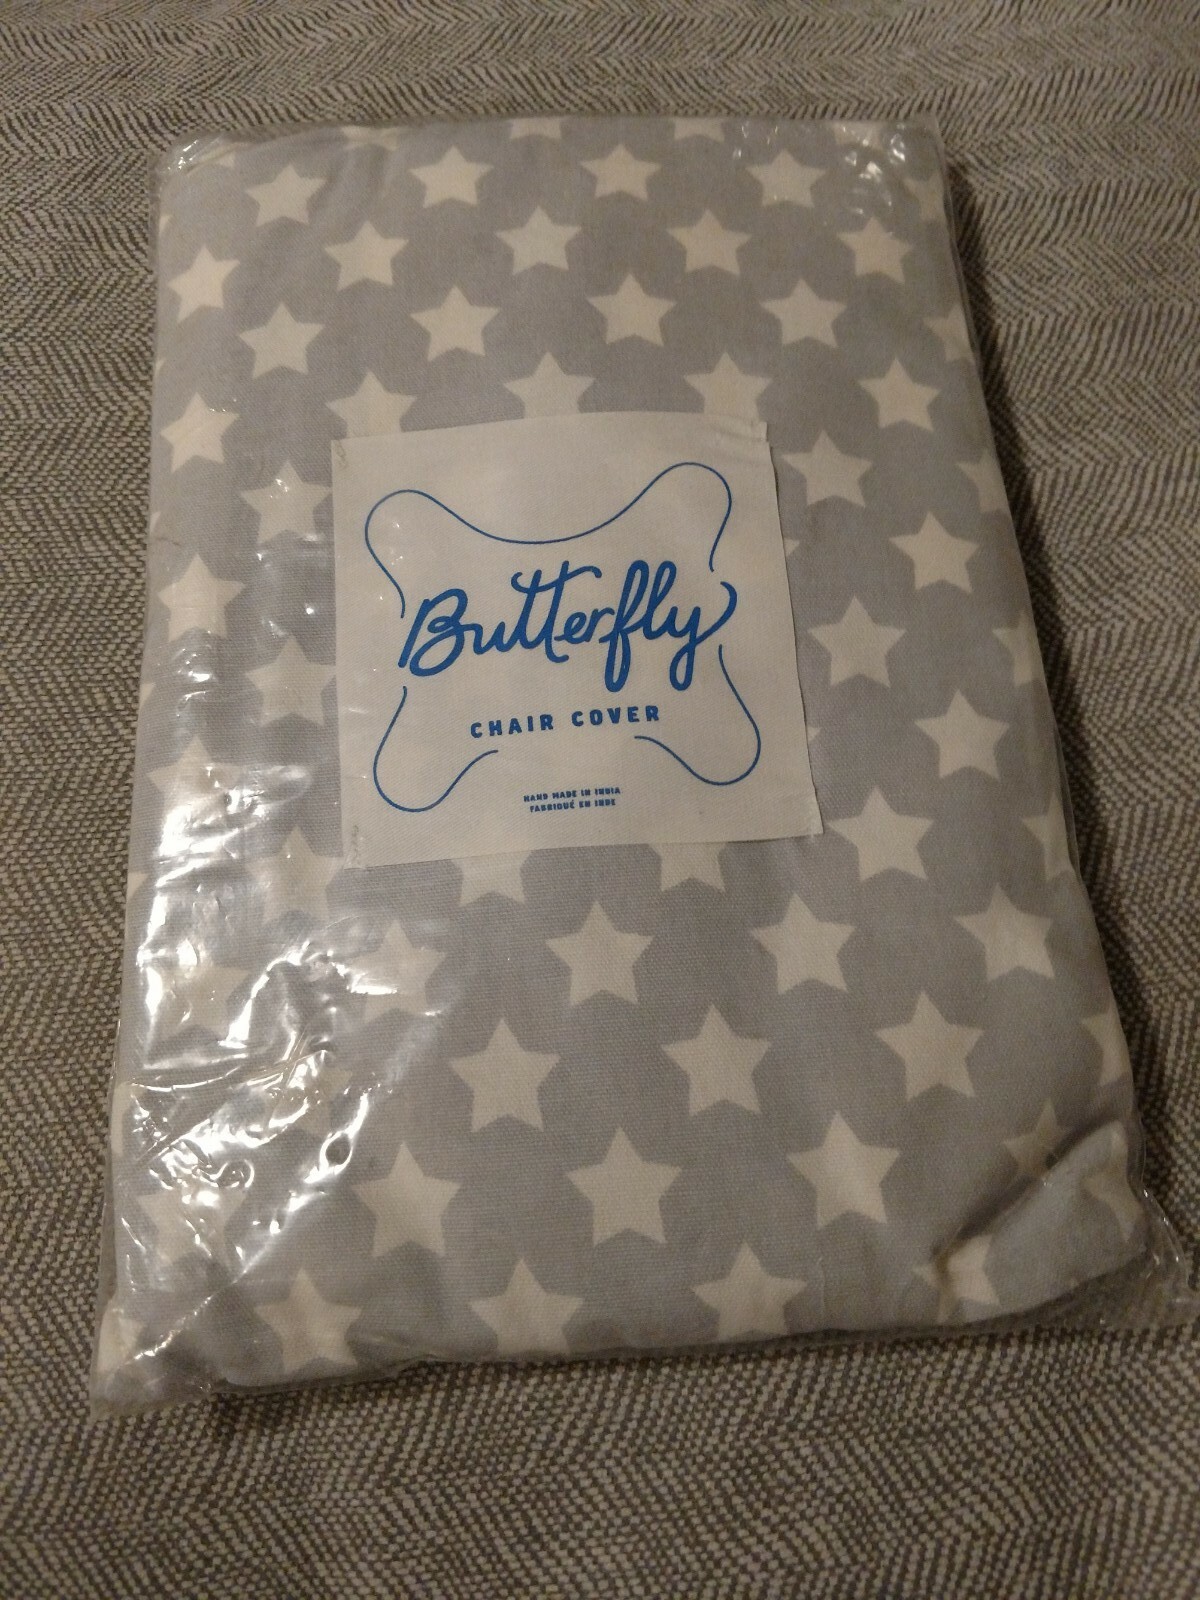 Butterfly
CHAIR COVER
HAND MADE IN INDIA
FABRIQUÉ EN INDE